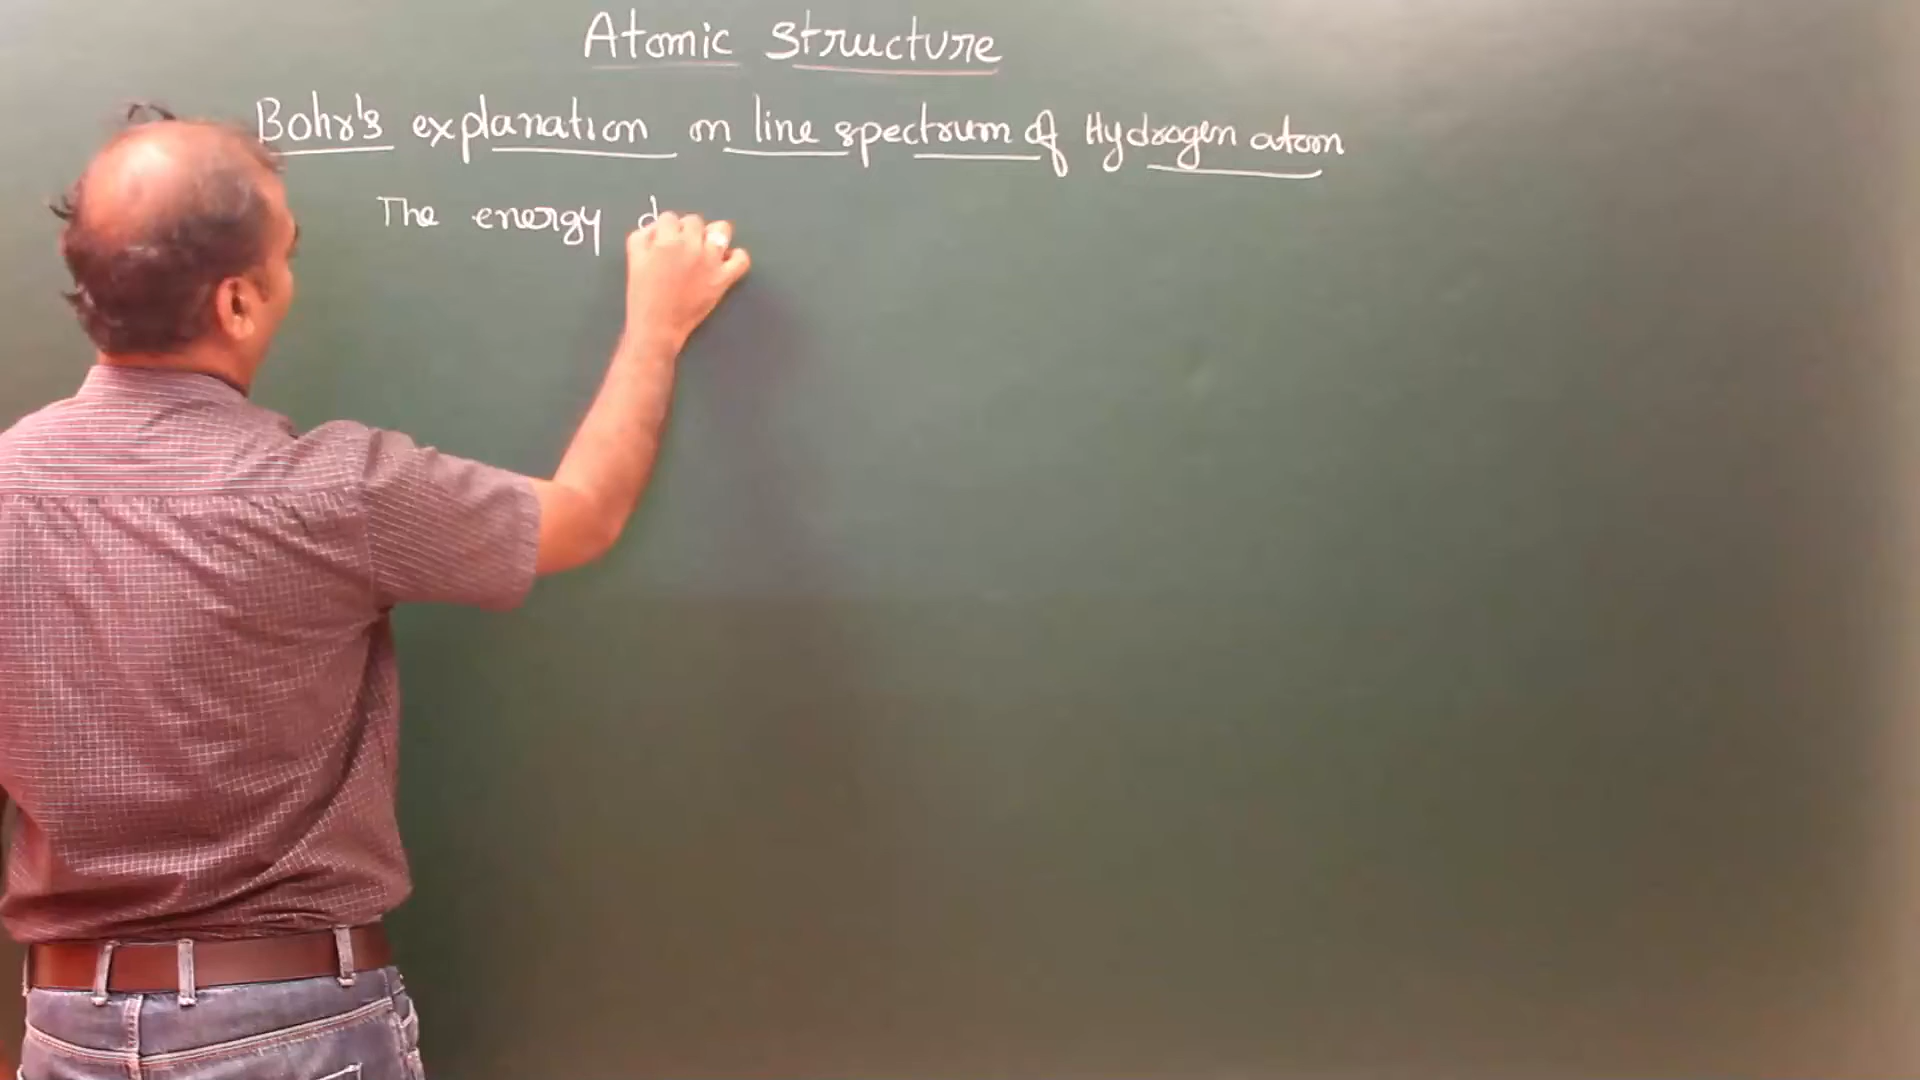 Atomic structure
Bohr's explanation on line spectrum of Hydrogen atom
The energy